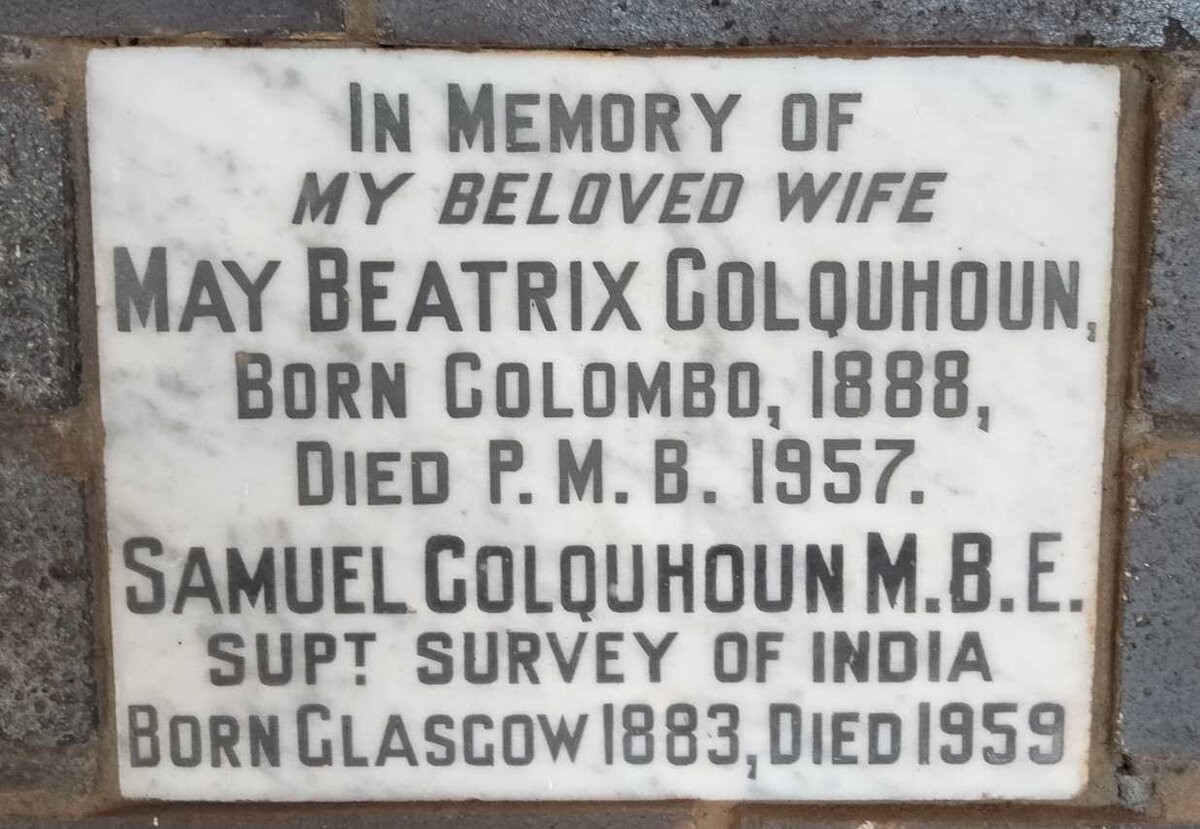 IN MEMORY OF
MY BELOVED WIFE
MAY BEATRIX COLQUHOUN,
BORN COLOMBO, 1888,
DIED P.M.B. 1957.
SAMUEL COLQUHOUN M.B.E.
SUPT. SURVEY OF INDIA
BORN GLASGOW 1883, DIED 1959